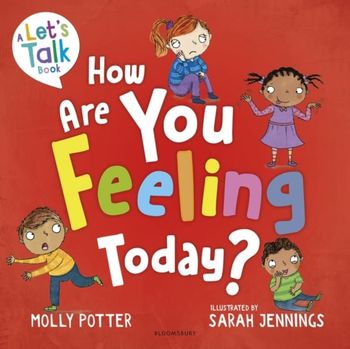 A Let's
Talk
Book
How
Are You
Feeling
Today?
MOLLY POTTER
BLOOMSBURY
ILLUSTRATED BY
SARAH JENNINGS